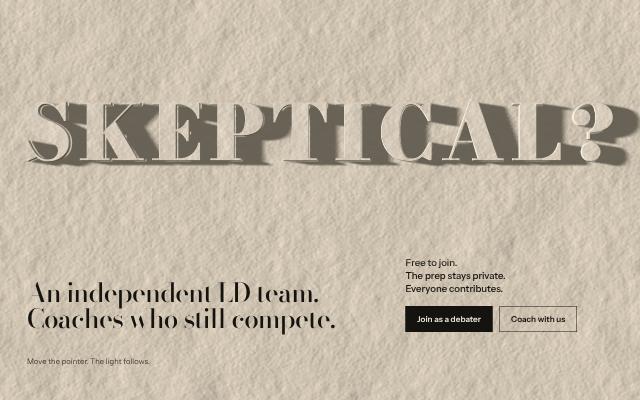 SKEPTICAL?
An independent LD team.
Coaches who still compete.
Free to join.
The prep stays private.
Everyone contributes.
Join as a debater
Coach with us
Move the pointer. The light follows.